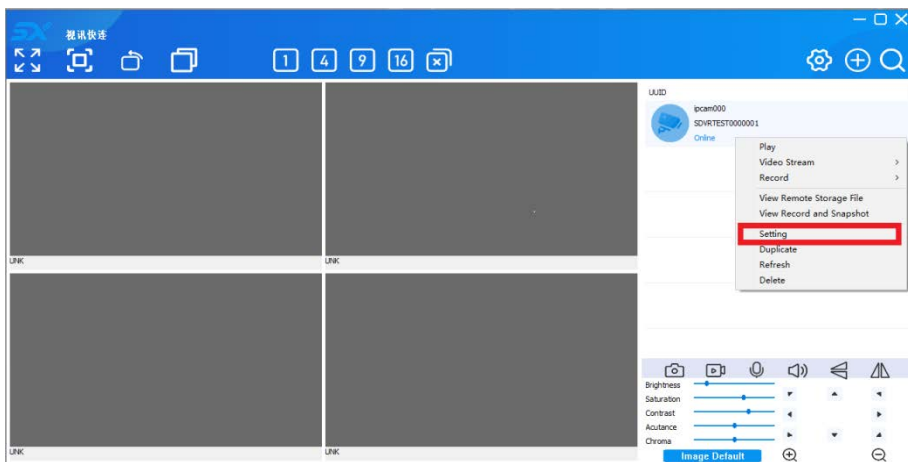 SX 视讯快连
1 4 9 16
UUID
ipcam000
SDVRTEST0000001
Online
Play
Video Stream
Record
View Remote Storage File
View Record and Snapshot
Setting
Duplicate
Refresh
Delete
UNK UNK
Brightness
Saturation
Contrast
Acutance
Chroma
Image Default
UNK UNK